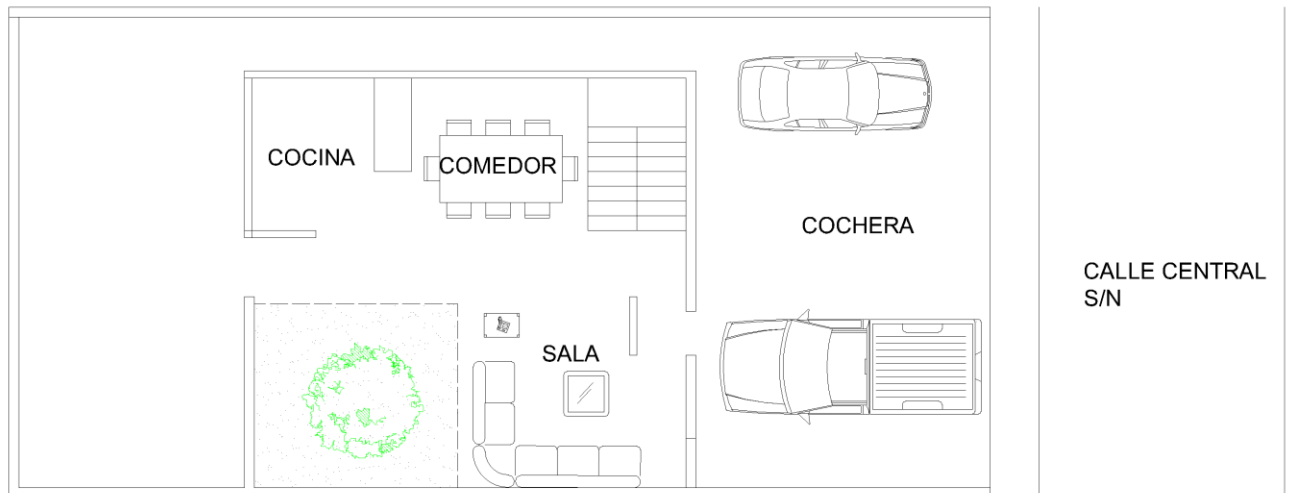 COCINA
COMEDOR
COCHERA
SALA
CALLE CENTRAL
S/N